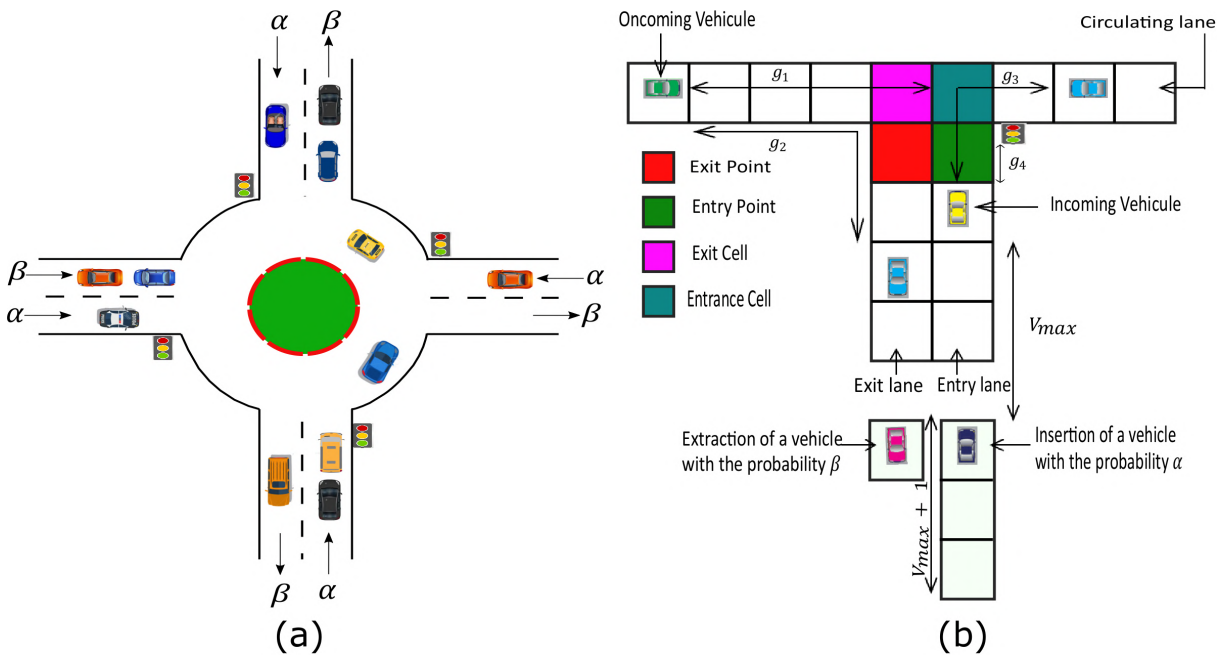 α
β
β
α
α
β
β
α
(a)
Oncoming Vehicule
Circulating lane
g₁
g₃
g₂
g₄
Exit Point
Entry Point
Exit Cell
Entrance Cell
Incoming Vehicule
Vmax
Exit lane
Entry lane
Extraction of a vehicle
with the probability β
Vmax + 1
Insertion of a vehicle
with the probability α
(b)